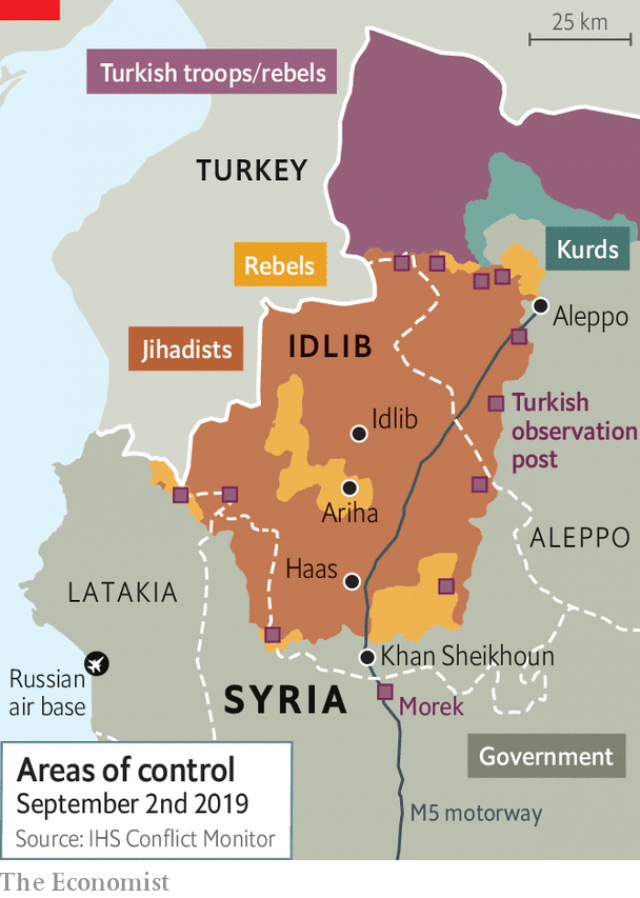 25 km
Turkish troops/rebels
TURKEY
Kurds
Rebels
Aleppo
Jihadists
IDLIB
Idlib
Turkish
observation
post
Ariha
ALEPPO
Haas
LATAKIA
Khan Sheikhoun
Russian
air base
SYRIA
Morek
Government
Areas of control
September 2nd 2019
Source: IHS Conflict Monitor
M5 motorway
The Economist